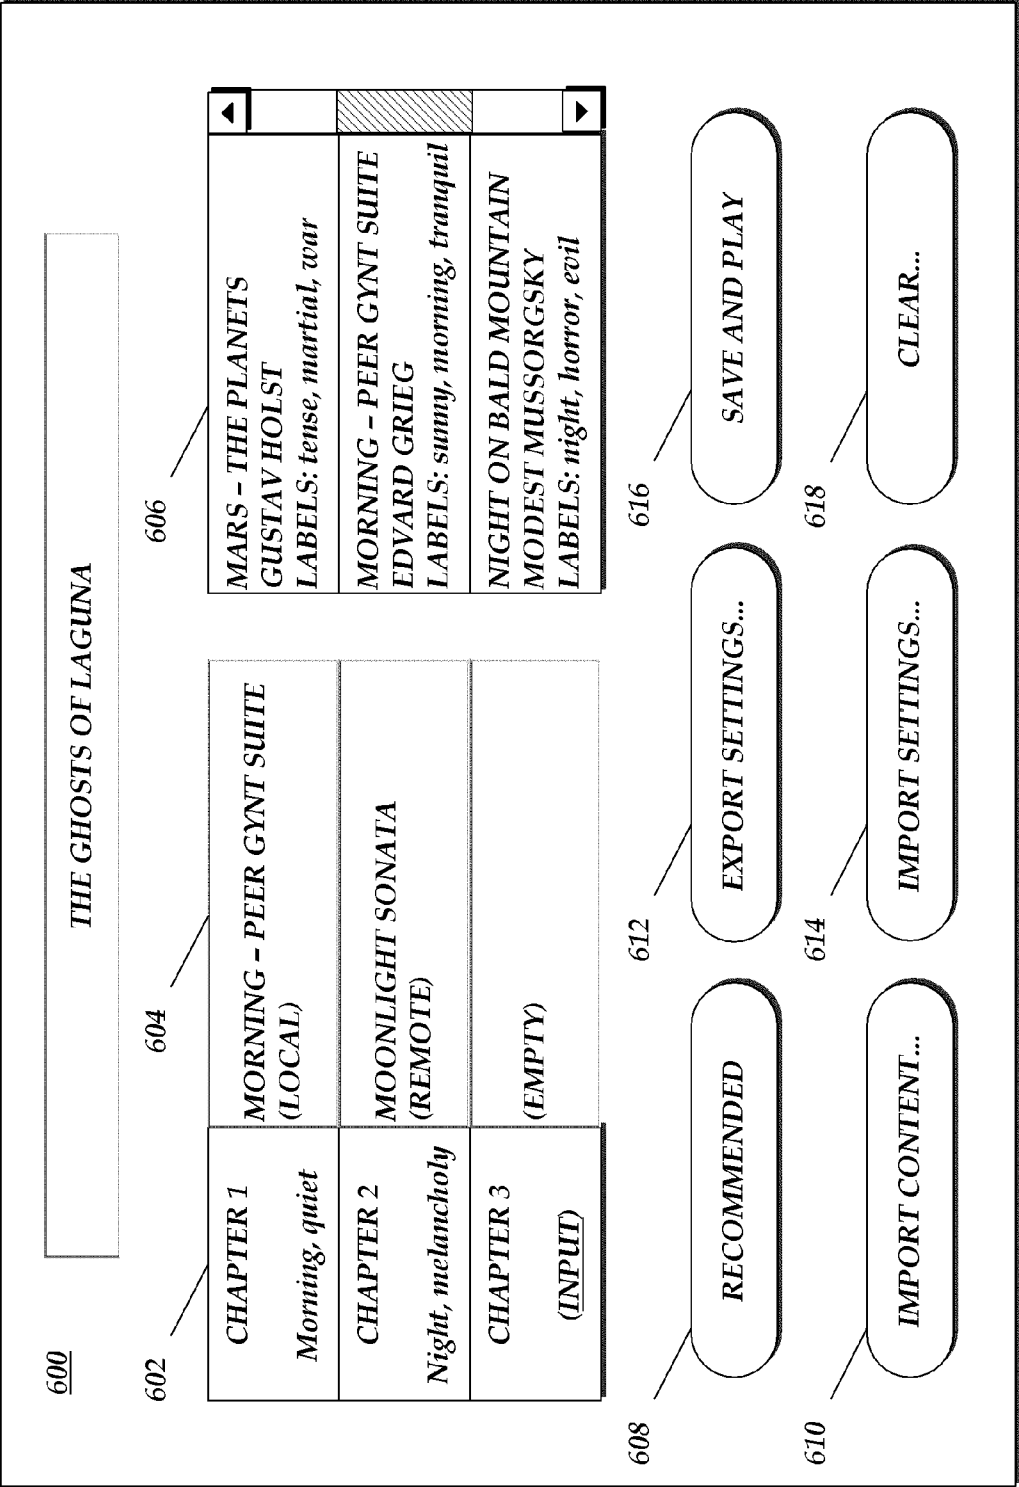 600
THE GHOSTS OF LAGUNA
602
604
606
CHAPTER 1
Morning, quiet
MORNING – PEER GYNT SUITE
(LOCAL)
MARS – THE PLANETS
GUSTAV HOLST
LABELS: tense, martial, war
CHAPTER 2
Night, melancholy
MOONLIGHT SONATA
(REMOTE)
MORNING – PEER GYNT SUITE
EDVARD GRIEG
LABELS: sunny, morning, tranquil
CHAPTER 3
(INPUT)
(EMPTY)
NIGHT ON BALD MOUNTAIN
MODEST MUSSORGSKY
LABELS: night, horror, evil
608
612
616
RECOMMENDED
EXPORT SETTINGS...
SAVE AND PLAY
610
614
618
IMPORT CONTENT...
IMPORT SETTINGS...
CLEAR...